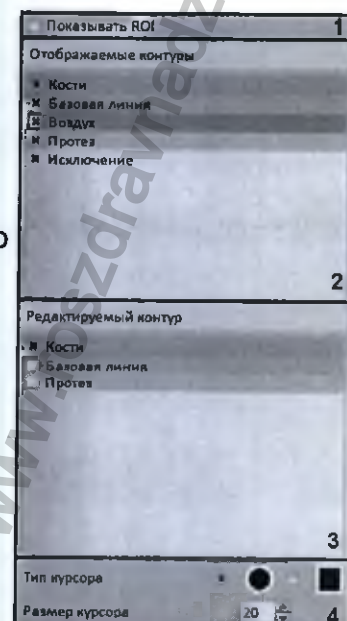 Показывать ROI 1
Отображаемые контуры
Кости
Базовая линия
Воздух
Протез
Исключение
2
Редактируемый контур
Кости
Базовая линия
Протез
3
Тип курсора
Размер курсора 20 4